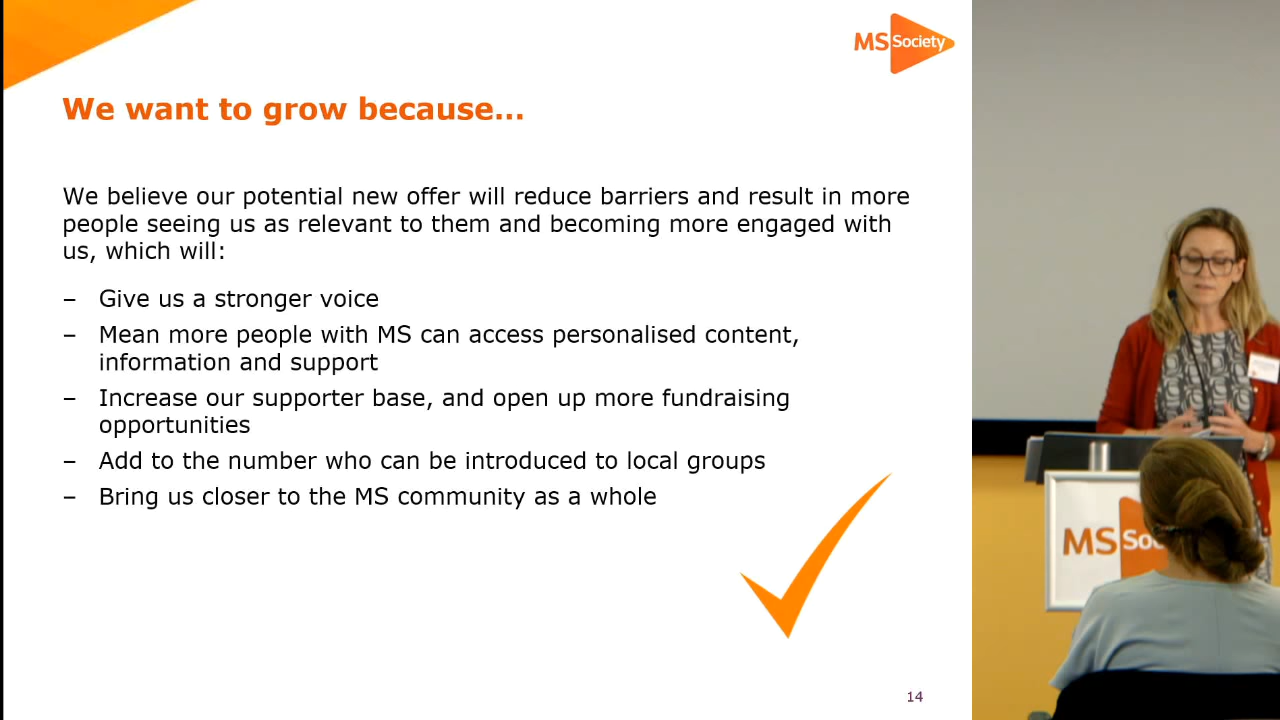 MS Society
We want to grow because...
We believe our potential new offer will reduce barriers and result in more
people seeing us as relevant to them and becoming more engaged with
us, which will:
– Give us a stronger voice
– Mean more people with MS can access personalised content,
information and support
– Increase our supporter base, and open up more fundraising
opportunities
– Add to the number who can be introduced to local groups
– Bring us closer to the MS community as a whole
14
MS